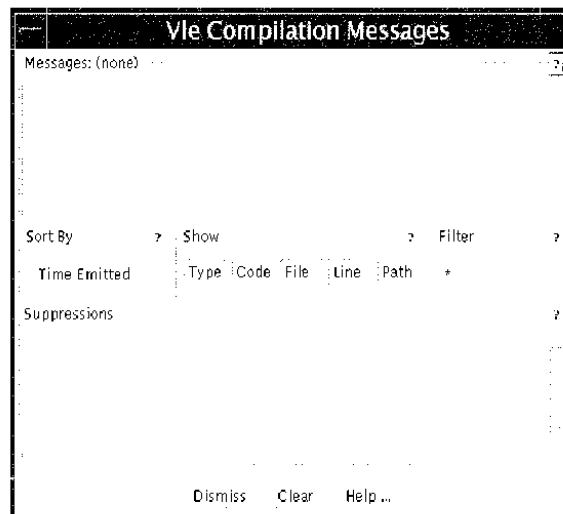 Vle Compilation Messages
Messages: (none) ?
Sort By ? Show ? Filter ?
Time Emitted Type Code File Line Path *
Suppressions ?
Dismiss Clear Help ...